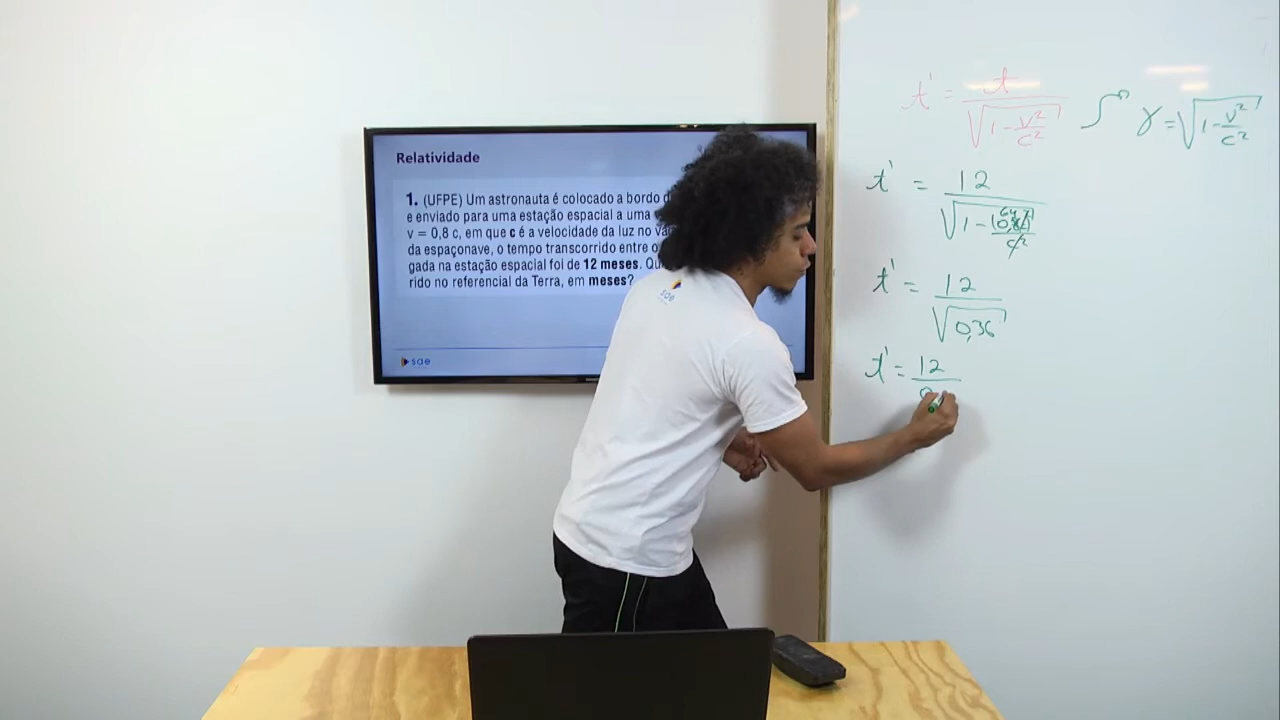 Relatividade
1. (UFPE) Um astronauta é colocado a bordo d
e enviado para uma estação espacial a uma
v = 0,8 c, em que c é a velocidade da luz no vá
da espaçonave, o tempo transcorrido entre o
gada na estação espacial foi de 12 meses. Qu
rido no referencial da Terra, em meses?
sae
sae
t' = t / √(1 - v²/c²)
γ = √(1 - v²/c²)
t' = 12 / √(1 - (0,8c)²/c²)
t' = 12 / √0,36
t' = 12 / 0